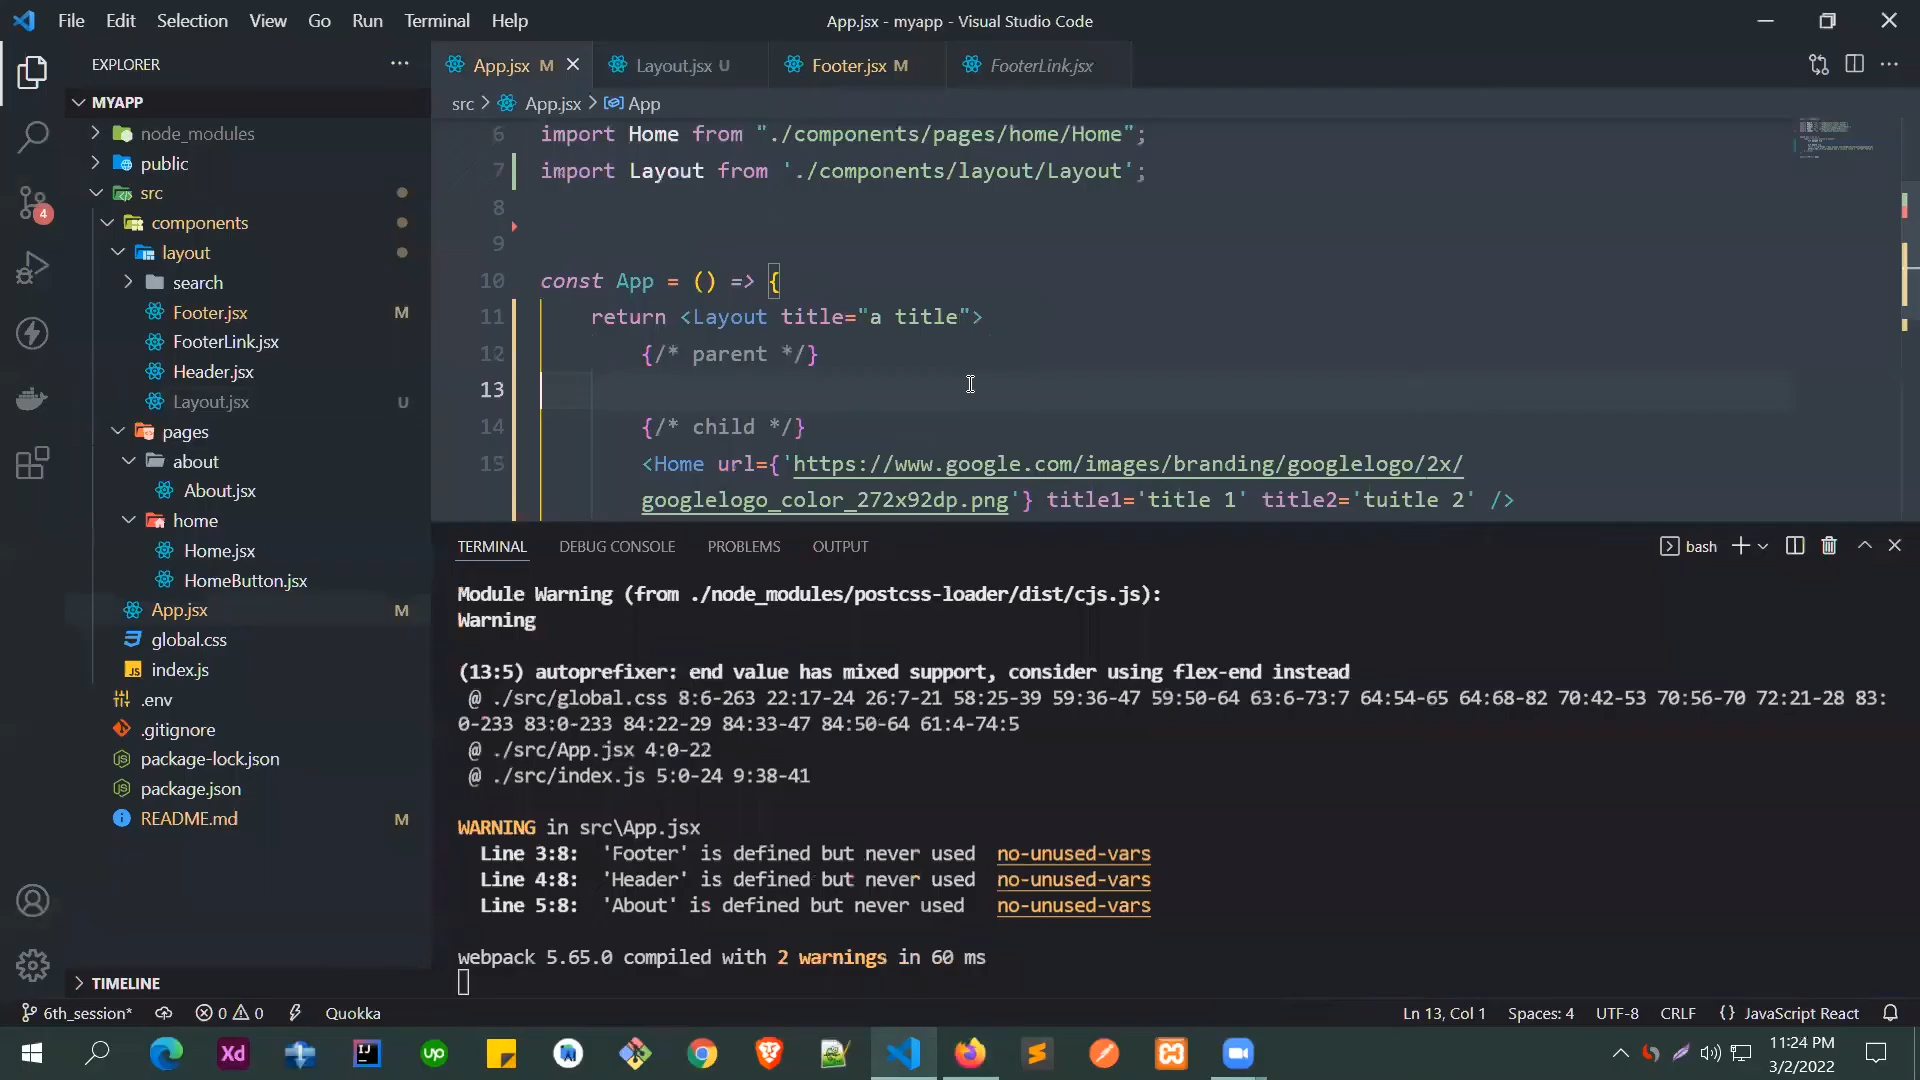 File Edit Selection View Go Run Terminal Help
App.jsx - myapp - Visual Studio Code
EXPLORER
MYAPP
node_modules
public
src
components
layout
search
Footer.jsx M
FooterLink.jsx
Header.jsx
Layout.jsx U
pages
about
About.jsx
home
Home.jsx
HomeButton.jsx
App.jsx M
global.css
JS index.js
.env
.gitignore
package-lock.json
package.json
README.md M
TIMELINE
4
App.jsx M
Layout.jsx U
Footer.jsx M
FooterLink.jsx
src > App.jsx > App
6 import Home from "./components/pages/home/Home";
7 import Layout from './components/layout/Layout';
8
9
10 const App = () => {
11 return <Layout title="a title">
12 {/* parent */}
13
14 {/* child */}
15 <Home url={'https://www.google.com/images/branding/googlelogo/2x/
googlelogo_color_272x92dp.png'} title1='title 1' title2='tuitle 2' />
TERMINAL DEBUG CONSOLE PROBLEMS OUTPUT
bash
Module Warning (from ./node_modules/postcss-loader/dist/cjs.js):
Warning
(13:5) autoprefixer: end value has mixed support, consider using flex-end instead
@ ./src/global.css 8:6-263 22:17-24 26:7-21 58:25-39 59:36-47 59:50-64 63:6-73:7 64:54-65 64:68-82 70:42-53 70:56-70 72:21-28 83:
0-233 83:0-233 84:22-29 84:33-47 84:50-64 61:4-74:5
@ ./src/App.jsx 4:0-22
@ ./src/index.js 5:0-24 9:38-41
WARNING in src\App.jsx
Line 3:8: 'Footer' is defined but never used no-unused-vars
Line 4:8: 'Header' is defined but never used no-unused-vars
Line 5:8: 'About' is defined but never used no-unused-vars
webpack 5.65.0 compiled with 2 warnings in 60 ms
6th_session* 0 0 Quokka
Ln 13, Col 1 Spaces: 4 UTF-8 CRLF {} JavaScript React
Xd
IJ
up
11:24 PM
3/2/2022